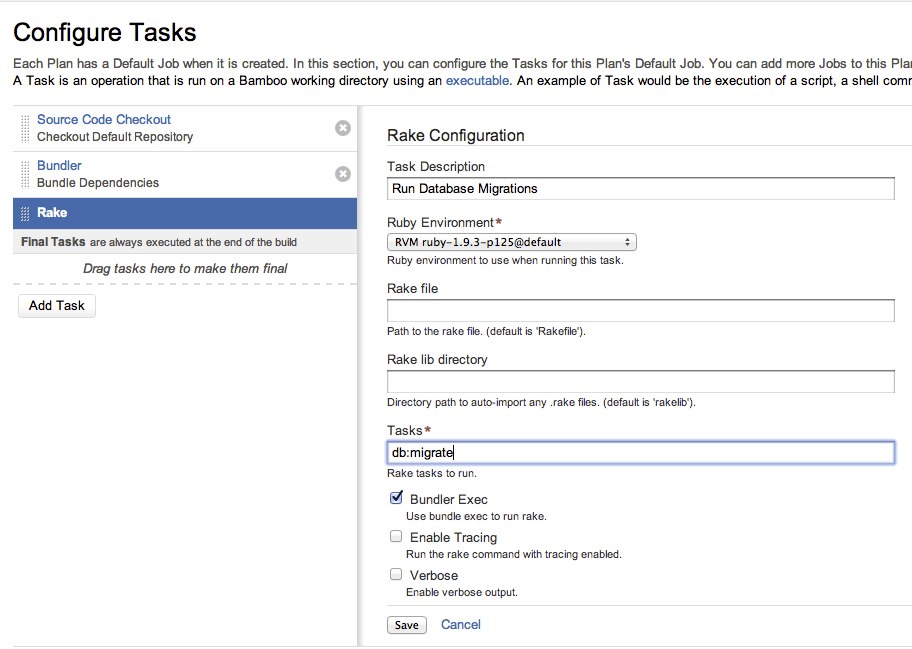 Configure Tasks
Each Plan has a Default Job when it is created. In this section, you can configure the Tasks for this Plan's Default Job. You can add more Jobs to this
A Task is an operation that is run on a Bamboo working directory using an executable. An example of Task would be the execution of a script, a shell
Source Code Checkout
Checkout Default Repository
Bundler
Bundle Dependencies
Rake
Final Tasks are always executed at the end of the build
Drag tasks here to make them final
Add Task
Rake Configuration
Task Description
Run Database Migrations
Ruby Environment*
RVM ruby-1.9.3-p125@default
Ruby environment to use when running this task.
Rake file
Path to the rake file. (default is 'Rakefile').
Rake lib directory
Directory path to auto-import any .rake files. (default is 'rakelib').
Tasks*
db:migrate
Rake tasks to run.
Bundler Exec
Use bundle exec to run rake.
Enable Tracing
Run the rake command with tracing enabled.
Verbose
Enable verbose output.
Save Cancel